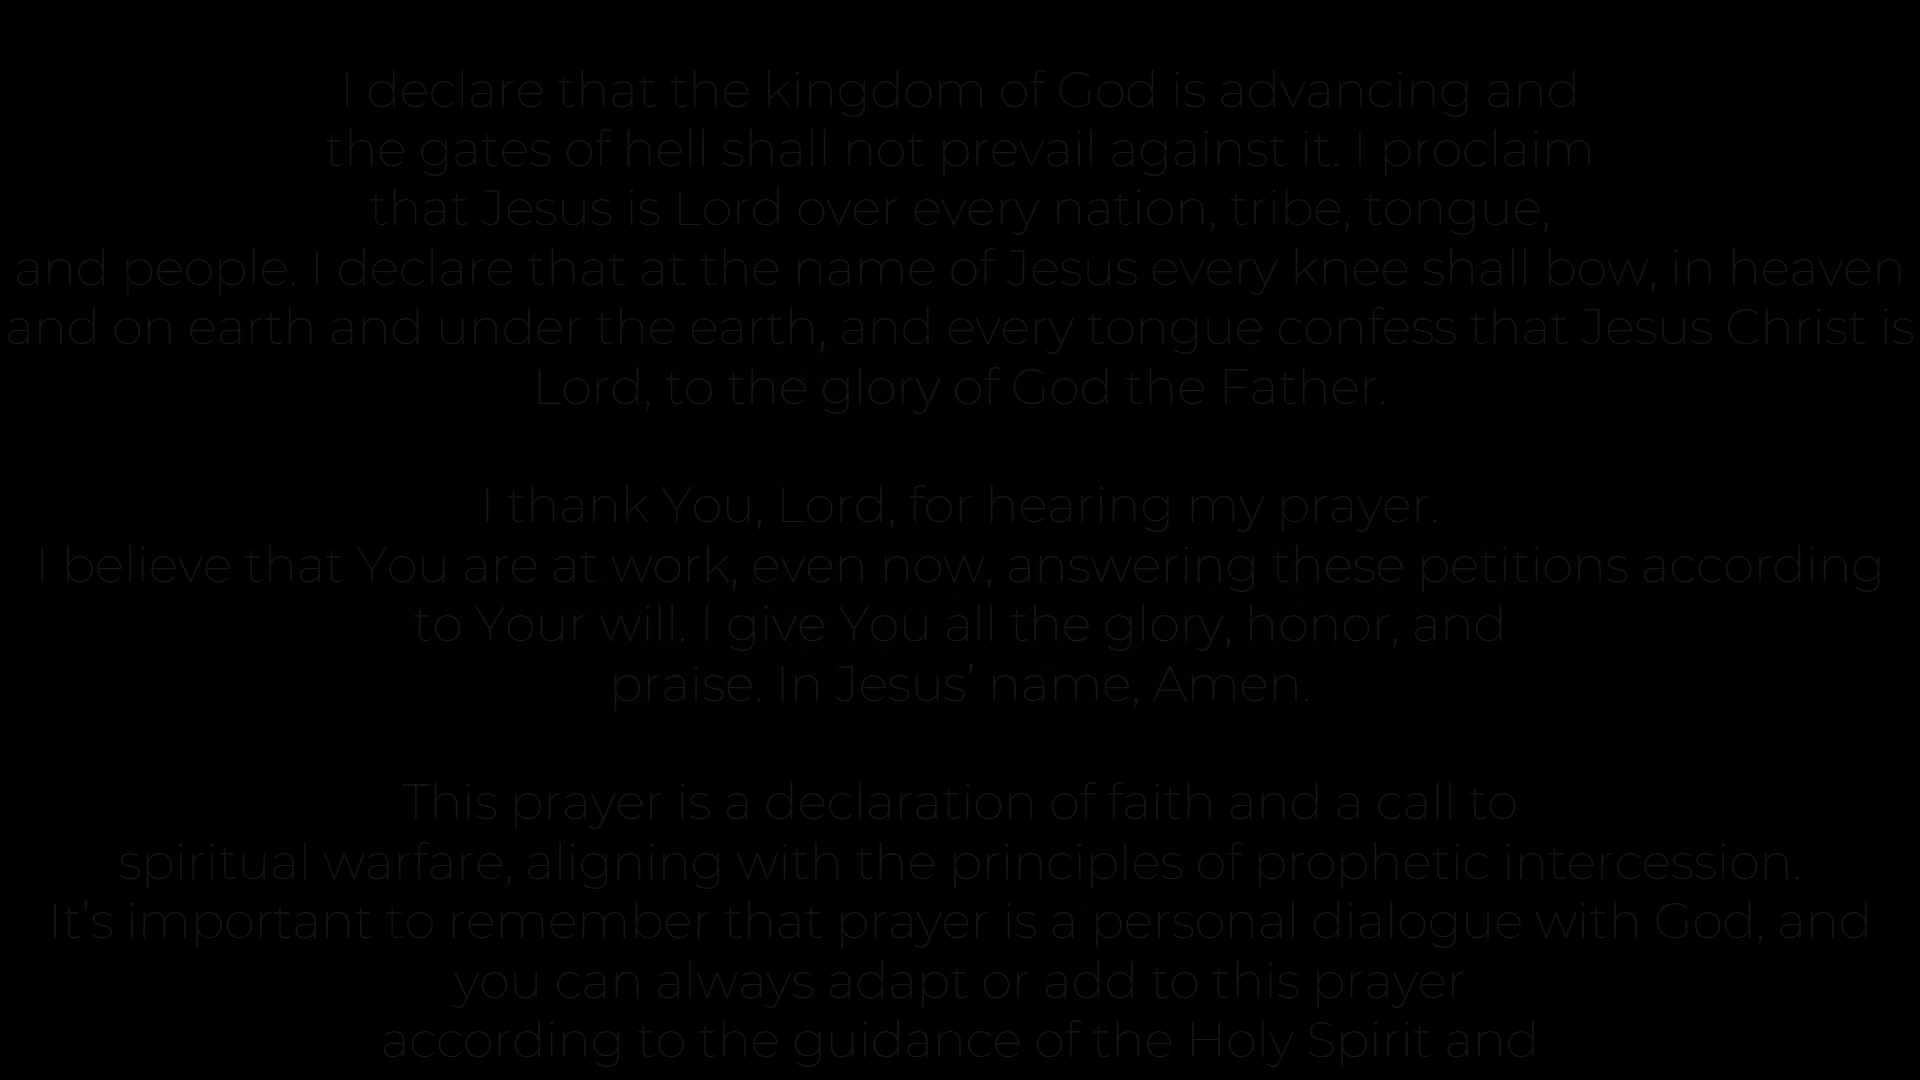 I declare that the kingdom of God is advancing and
the gates of hell shall not prevail against it. I proclaim
that Jesus is Lord over every nation, tribe, tongue,
and people. I declare that at the name of Jesus every knee shall bow, in heaven
and on earth and under the earth, and every tongue confess that Jesus Christ is
Lord, to the glory of God the Father.
I thank You, Lord, for hearing my prayer.
I believe that You are at work, even now, answering these petitions according
to Your will. I give You all the glory, honor, and
praise. In Jesus’ name, Amen.
This prayer is a declaration of faith and a call to
spiritual warfare, aligning with the principles of prophetic intercession.
It’s important to remember that prayer is a personal dialogue with God, and
you can always adapt or add to this prayer
according to the guidance of the Holy Spirit and